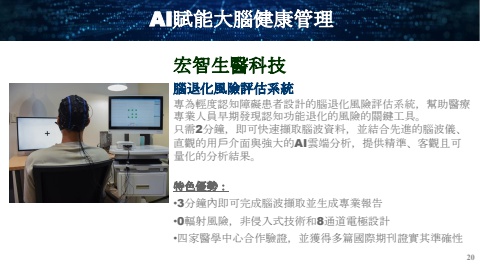 AI賦能大腦健康管理
宏智生醫科技
腦退化風險評估系統
專為輕度認知障礙患者設計的腦退化風險評估系統，幫助醫療
專業人員早期發現認知功能退化的風險的關鍵工具。
只需2分鐘，即可快速擷取腦波資料，並結合先進的腦波儀、
直觀的用戶介面與強大的AI雲端分析，提供精準、客觀且可
量化的分析結果。
特色優勢：
•3分鐘內即可完成腦波擷取並生成專業報告
•0輻射風險，非侵入式技術和8通道電極設計
•四家醫學中心合作驗證，並獲得多篇國際期刊證實其準確性
20